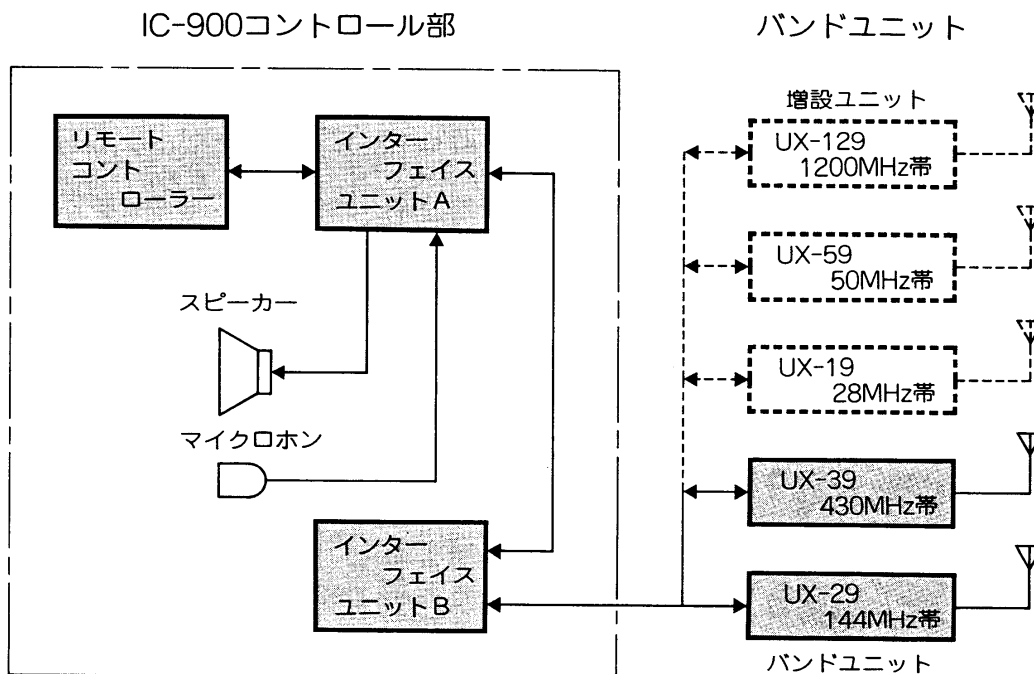 IC-900コントロール部
バンドユニット
リモート
コント
ローラー
インター
フェイス
ユニットA
スピーカー
マイクロホン
インター
フェイス
ユニットB
増設ユニット
UX-129
1200MHz帯
UX-59
50MHz帯
UX-19
28MHz帯
UX-39
430MHz帯
UX-29
144MHz帯
バンドユニット